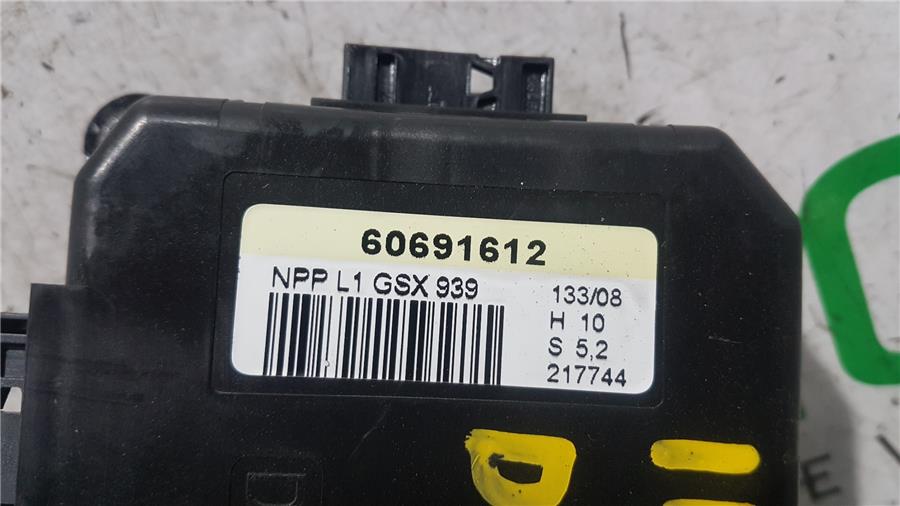 60691612
NPP L1 GSX 939
133/08
H 10
S 5,2
217744
D
D